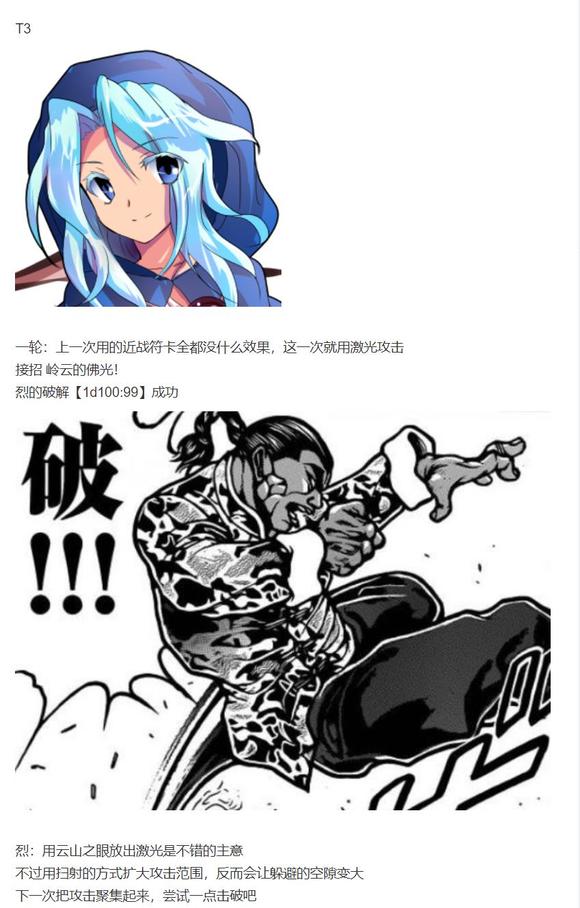 T3
一轮：上一次用的近战符卡全都没什么效果，这一次就用激光攻击
接招 岭云的佛光！
烈的破解【1d100:99】成功
破
!!!
烈：用云山之眼放出激光是不错的主意
不过用扫射的方式扩大攻击范围，反而会让躲避的空隙变大
下一次把攻击聚集起来，尝试一点击破吧